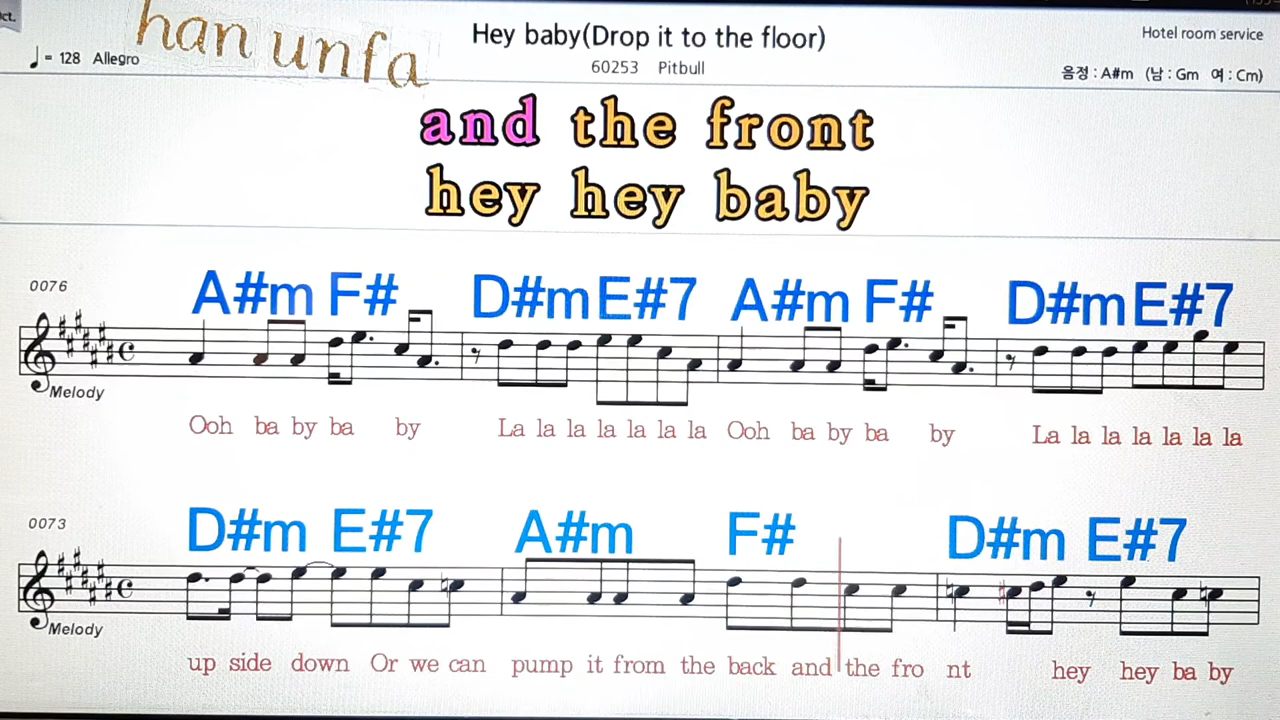 ct.
han unfa
Hey baby(Drop it to the floor)
Hotel room service
♩ = 128 Allegro
60253 Pitbull
음정 : A#m (남 : Gm 여 : Cm)
and the front
hey hey baby
0076
A#m F# D#m E#7 A#m F# D#m E#7
Melody
Ooh ba by ba by La la la la la la la Ooh ba by ba by La la la la la la la
0073
D#m E#7 A#m F# D#m E#7
Melody
up side down Or we can pump it from the back and the fro nt hey hey ba by